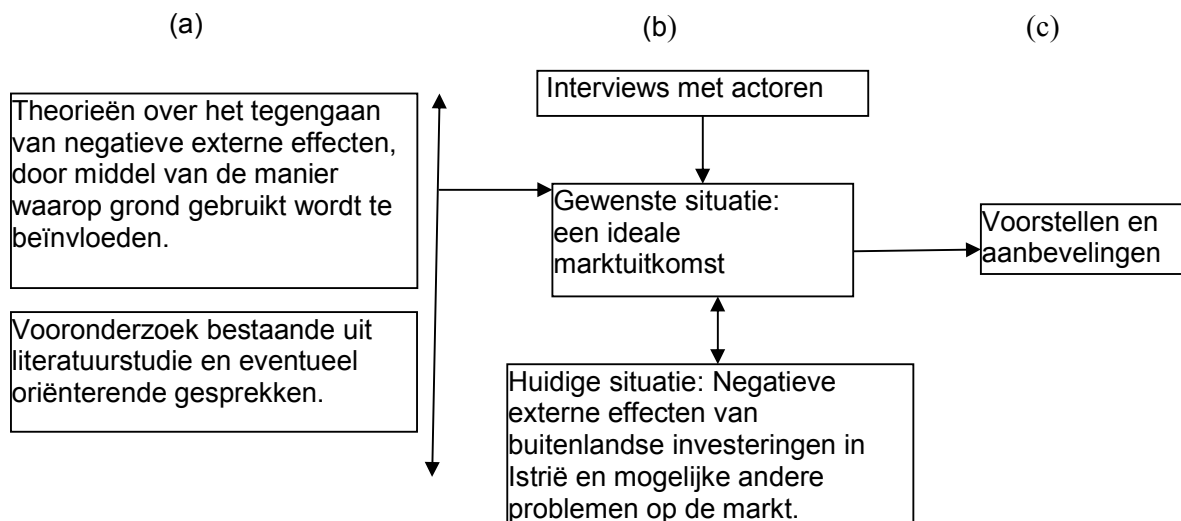 (a)
(b)
(c)
Theorieën over het tegengaan
van negatieve externe effecten,
door middel van de manier
waarop grond gebruikt wordt te
beïnvloeden.
Vooronderzoek bestaande uit
literatuurstudie en eventueel
oriënterende gesprekken.
Interviews met actoren
Gewenste situatie:
een ideale
marktuitkomst
Huidige situatie: Negatieve
externe effecten van
buitenlandse investeringen in
Istrië en mogelijke andere
problemen op de markt.
Voorstellen en
aanbevelingen